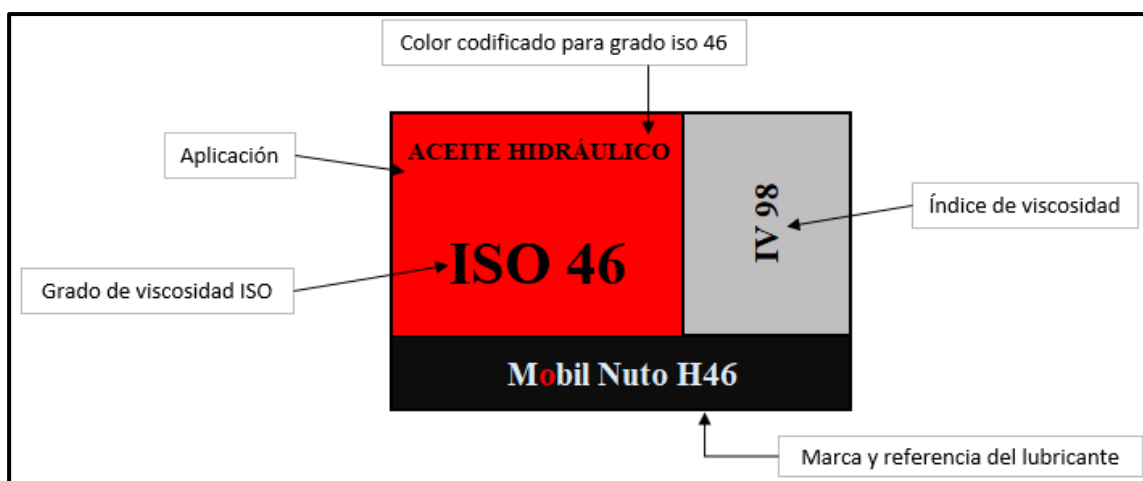 Color codificado para grado iso 46
Aplicación
ACEITE HIDRÁULICO
IV 98
Índice de viscosidad
ISO 46
Grado de viscosidad ISO
Mobil Nuto H46
Marca y referencia del lubricante